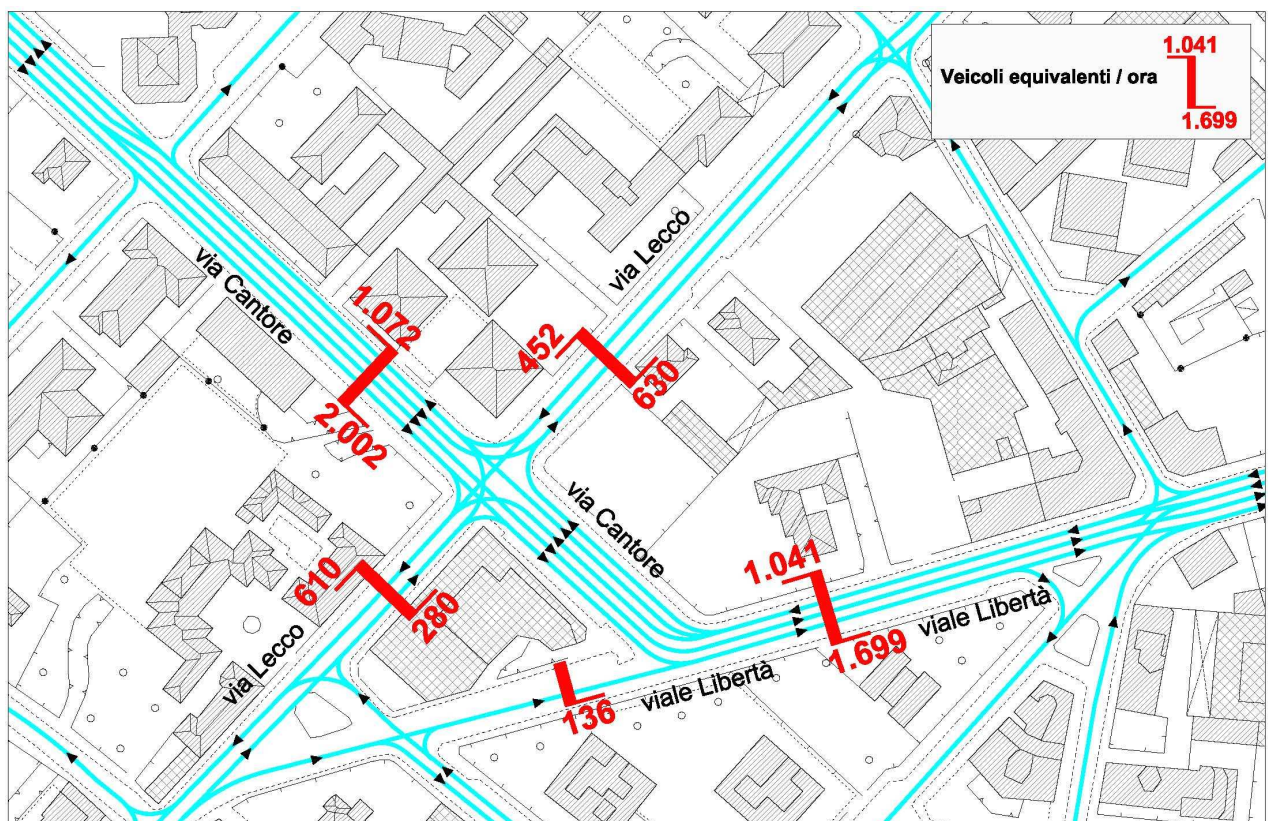 1.041
Veicoli equivalenti / ora
1.699
via Lecco
via Cantore
1.072
452
630
2.002
via Cantore
1.041
610
280
viale Libertà
1.699
via Lecco
viale Libertà
136